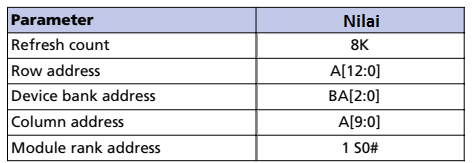 Parameter Nilai
Refresh count 8K
Row address A[12:0]
Device bank address BA[2:0]
Column address A[9:0]
Module rank address 1 S0#